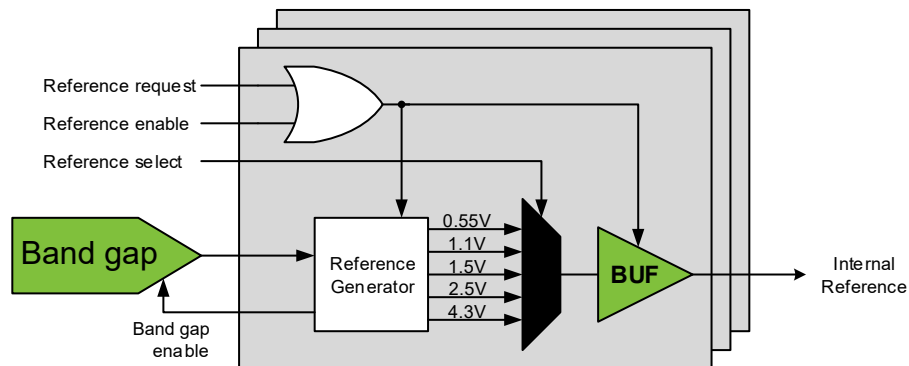 Reference request
Reference enable
Reference select
Band gap
Reference
Generator
0.55V
1.1V
1.5V
2.5V
4.3V
BUF
Internal
Reference
Band gap
enable